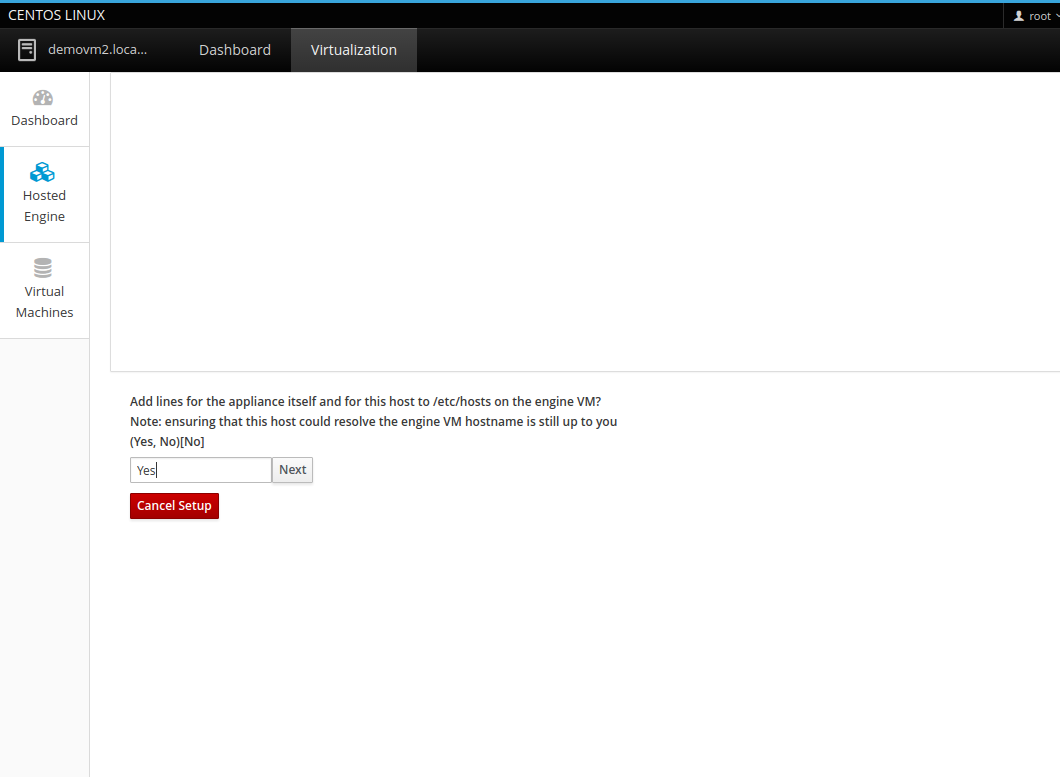 CENTOS LINUX
root
demovm2.loca...
Dashboard
Virtualization
Dashboard
Hosted
Engine
Virtual
Machines
Add lines for the appliance itself and for this host to /etc/hosts on the engine VM?
Note: ensuring that this host could resolve the engine VM hostname is still up to you
(Yes, No)[No]
Yes
Next
Cancel Setup